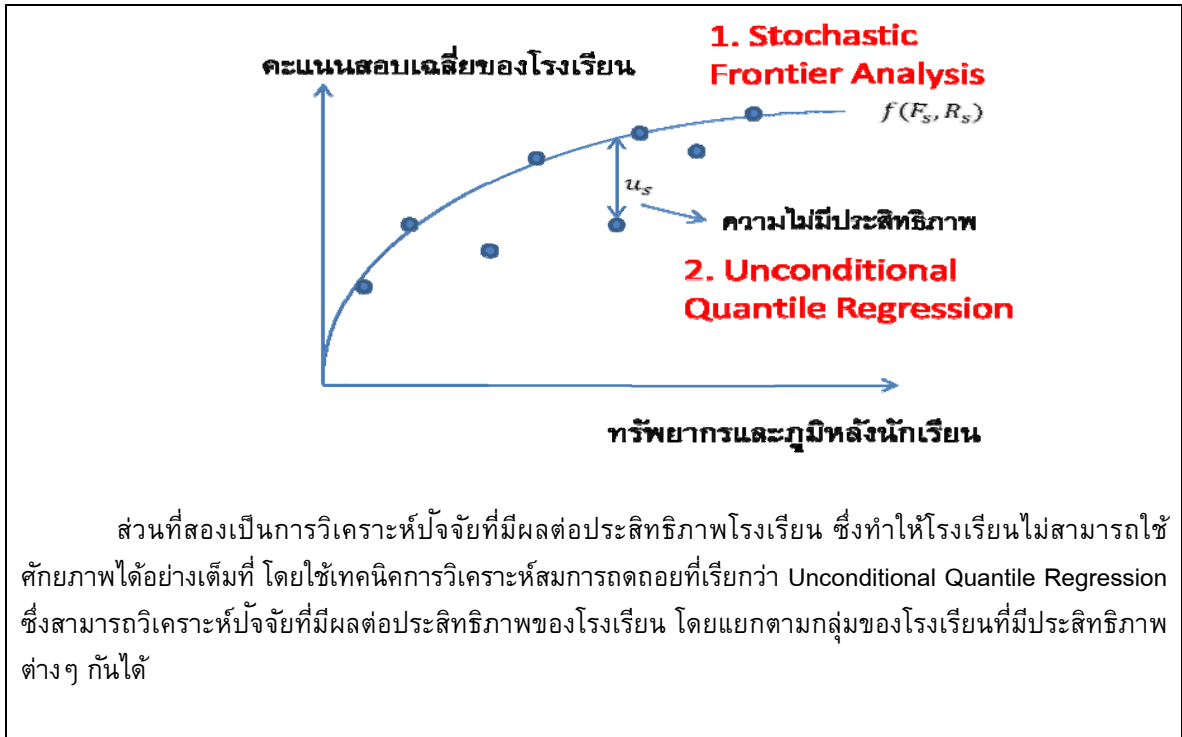 1. Stochastic
Frontier Analysis
คะแนนสอบเฉลี่ยของโรงเรียน
f(F_s, R_s)
u_s
ความไม่มีประสิทธิภาพ
2. Unconditional
Quantile Regression
ทรัพยากรและภูมิหลังนักเรียน
ส่วนที่สองเป็นการวิเคราะห์ปัจจัยที่มีผลต่อประสิทธิภาพโรงเรียน ซึ่งทำให้โรงเรียนไม่สามารถใช้
ศักยภาพได้อย่างเต็มที่ โดยใช้เทคนิคการวิเคราะห์สมการถดถอยที่เรียกว่า Unconditional Quantile Regression
ซึ่งสามารถวิเคราะห์ปัจจัยที่มีผลต่อประสิทธิภาพของโรงเรียน โดยแยกตามกลุ่มของโรงเรียนที่มีประสิทธิภาพ
ต่างๆ กันได้